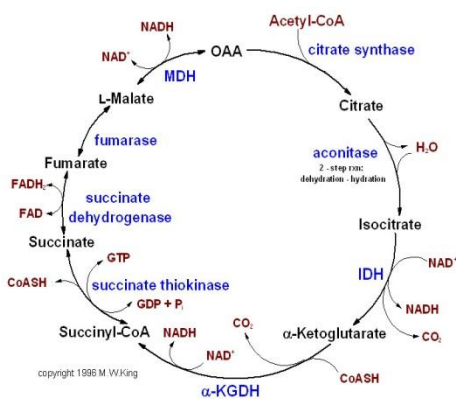 NADH
NAD⁺
MDH
OAA
Acetyl-CoA
citrate synthase
Citrate
aconitase
2 - step rxn:
dehydration - hydration
H₂O
Isocitrate
IDH
NAD⁺
NADH
CO₂
α-Ketoglutarate
CoASH
α-KGDH
CO₂
NAD⁺
NADH
Succinyl-CoA
succinate thiokinase
GDP + Pᵢ
GTP
CoASH
Succinate
succinate
dehydrogenase
FAD
FADH₂
Fumarate
fumarase
L-Malate
copyright 1996 M.W.King